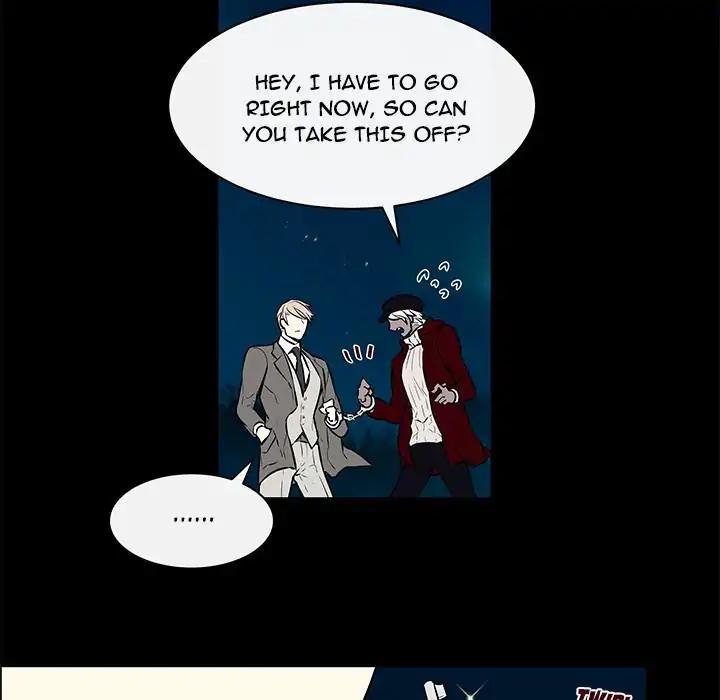 HEY, I HAVE TO GO
RIGHT NOW, SO CAN
YOU TAKE THIS OFF?
......